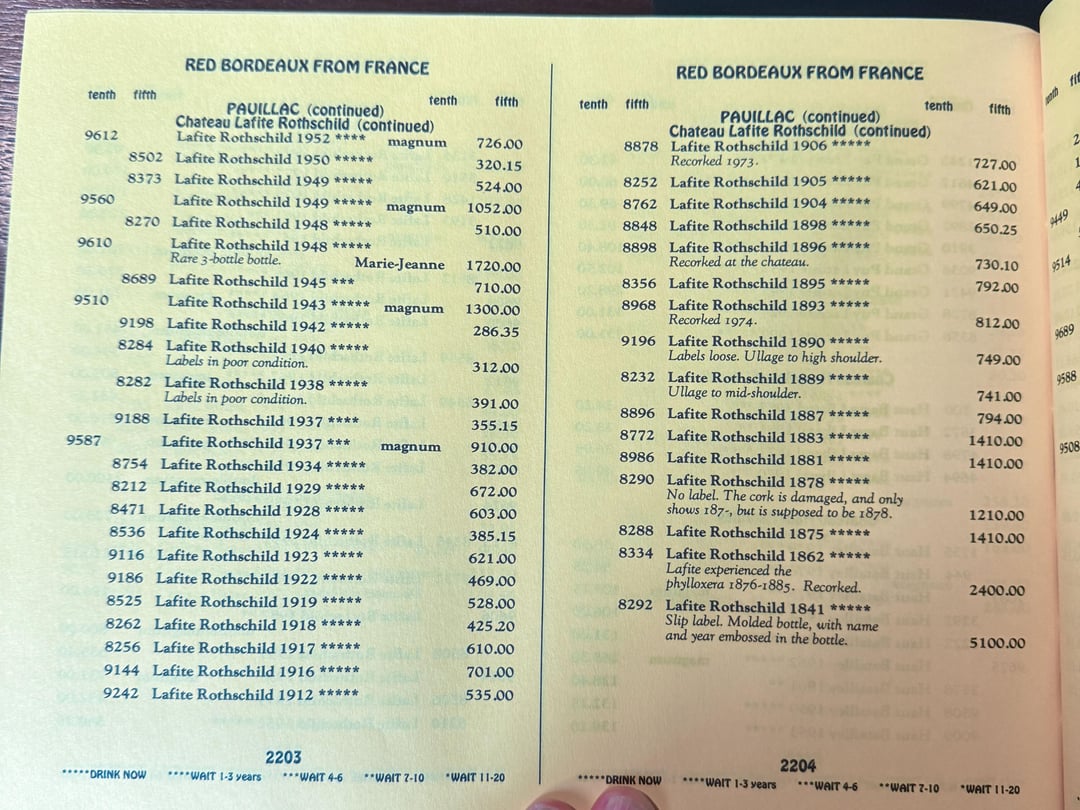 RED BORDEAUX FROM FRANCE
tenth fifth tenth fifth
PAUILLAC (continued)
Chateau Lafite Rothschild (continued)
9612 Lafite Rothschild 1952 **** magnum 726.00
8502 Lafite Rothschild 1950 ***** 320.15
8373 Lafite Rothschild 1949 ***** 524.00
9560 Lafite Rothschild 1949 ***** magnum 1052.00
8270 Lafite Rothschild 1948 ***** 510.00
9610 Lafite Rothschild 1948 *****
Rare 3-bottle bottle. Marie-Jeanne 1720.00
8689 Lafite Rothschild 1945 *** 710.00
9510 Lafite Rothschild 1943 ***** magnum 1300.00
9198 Lafite Rothschild 1942 ***** 286.35
8284 Lafite Rothschild 1940 *****
Labels in poor condition. 312.00
8282 Lafite Rothschild 1938 *****
Labels in poor condition. 391.00
9188 Lafite Rothschild 1937 **** 355.15
9587 Lafite Rothschild 1937 *** magnum 910.00
8754 Lafite Rothschild 1934 ***** 382.00
8212 Lafite Rothschild 1929 ***** 672.00
8471 Lafite Rothschild 1928 ***** 603.00
8536 Lafite Rothschild 1924 ***** 385.15
9116 Lafite Rothschild 1923 ***** 621.00
9186 Lafite Rothschild 1922 ***** 469.00
8525 Lafite Rothschild 1919 ***** 528.00
8262 Lafite Rothschild 1918 ***** 425.20
8256 Lafite Rothschild 1917 ***** 610.00
9144 Lafite Rothschild 1916 ***** 701.00
9242 Lafite Rothschild 1912 ***** 535.00
2203
*****DRINK NOW ****WAIT 1-3 years ***WAIT 4-6 **WAIT 7-10 *WAIT 11-20
RED BORDEAUX FROM FRANCE
tenth fifth tenth fifth
PAUILLAC (continued)
Chateau Lafite Rothschild (continued)
8878 Lafite Rothschild 1906 *****
Recorked 1973. 727.00
8252 Lafite Rothschild 1905 ***** 621.00
8762 Lafite Rothschild 1904 ***** 649.00
8848 Lafite Rothschild 1898 ***** 650.25
8898 Lafite Rothschild 1896 *****
Recorked at the chateau. 730.10
8356 Lafite Rothschild 1895 ***** 792.00
8968 Lafite Rothschild 1893 *****
Recorked 1974. 812.00
9196 Lafite Rothschild 1890 *****
Labels loose. Ullage to high shoulder. 749.00
8232 Lafite Rothschild 1889 *****
Ullage to mid-shoulder. 741.00
8896 Lafite Rothschild 1887 ***** 794.00
8772 Lafite Rothschild 1883 ***** 1410.00
8986 Lafite Rothschild 1881 ***** 1410.00
8290 Lafite Rothschild 1878 *****
No label. The cork is damaged, and only
shows 187-, but is supposed to be 1878. 1210.00
8288 Lafite Rothschild 1875 ***** 1410.00
8334 Lafite Rothschild 1862 *****
Lafite experienced the
phylloxera 1876-1885. Recorked. 2400.00
8292 Lafite Rothschild 1841 *****
Slip label. Molded bottle, with name
and year embossed in the bottle. 5100.00
2204
*****DRINK NOW ****WAIT 1-3 years ***WAIT 4-6 **WAIT 7-10 *WAIT 11-20
9449
9514
9689
9588
9508